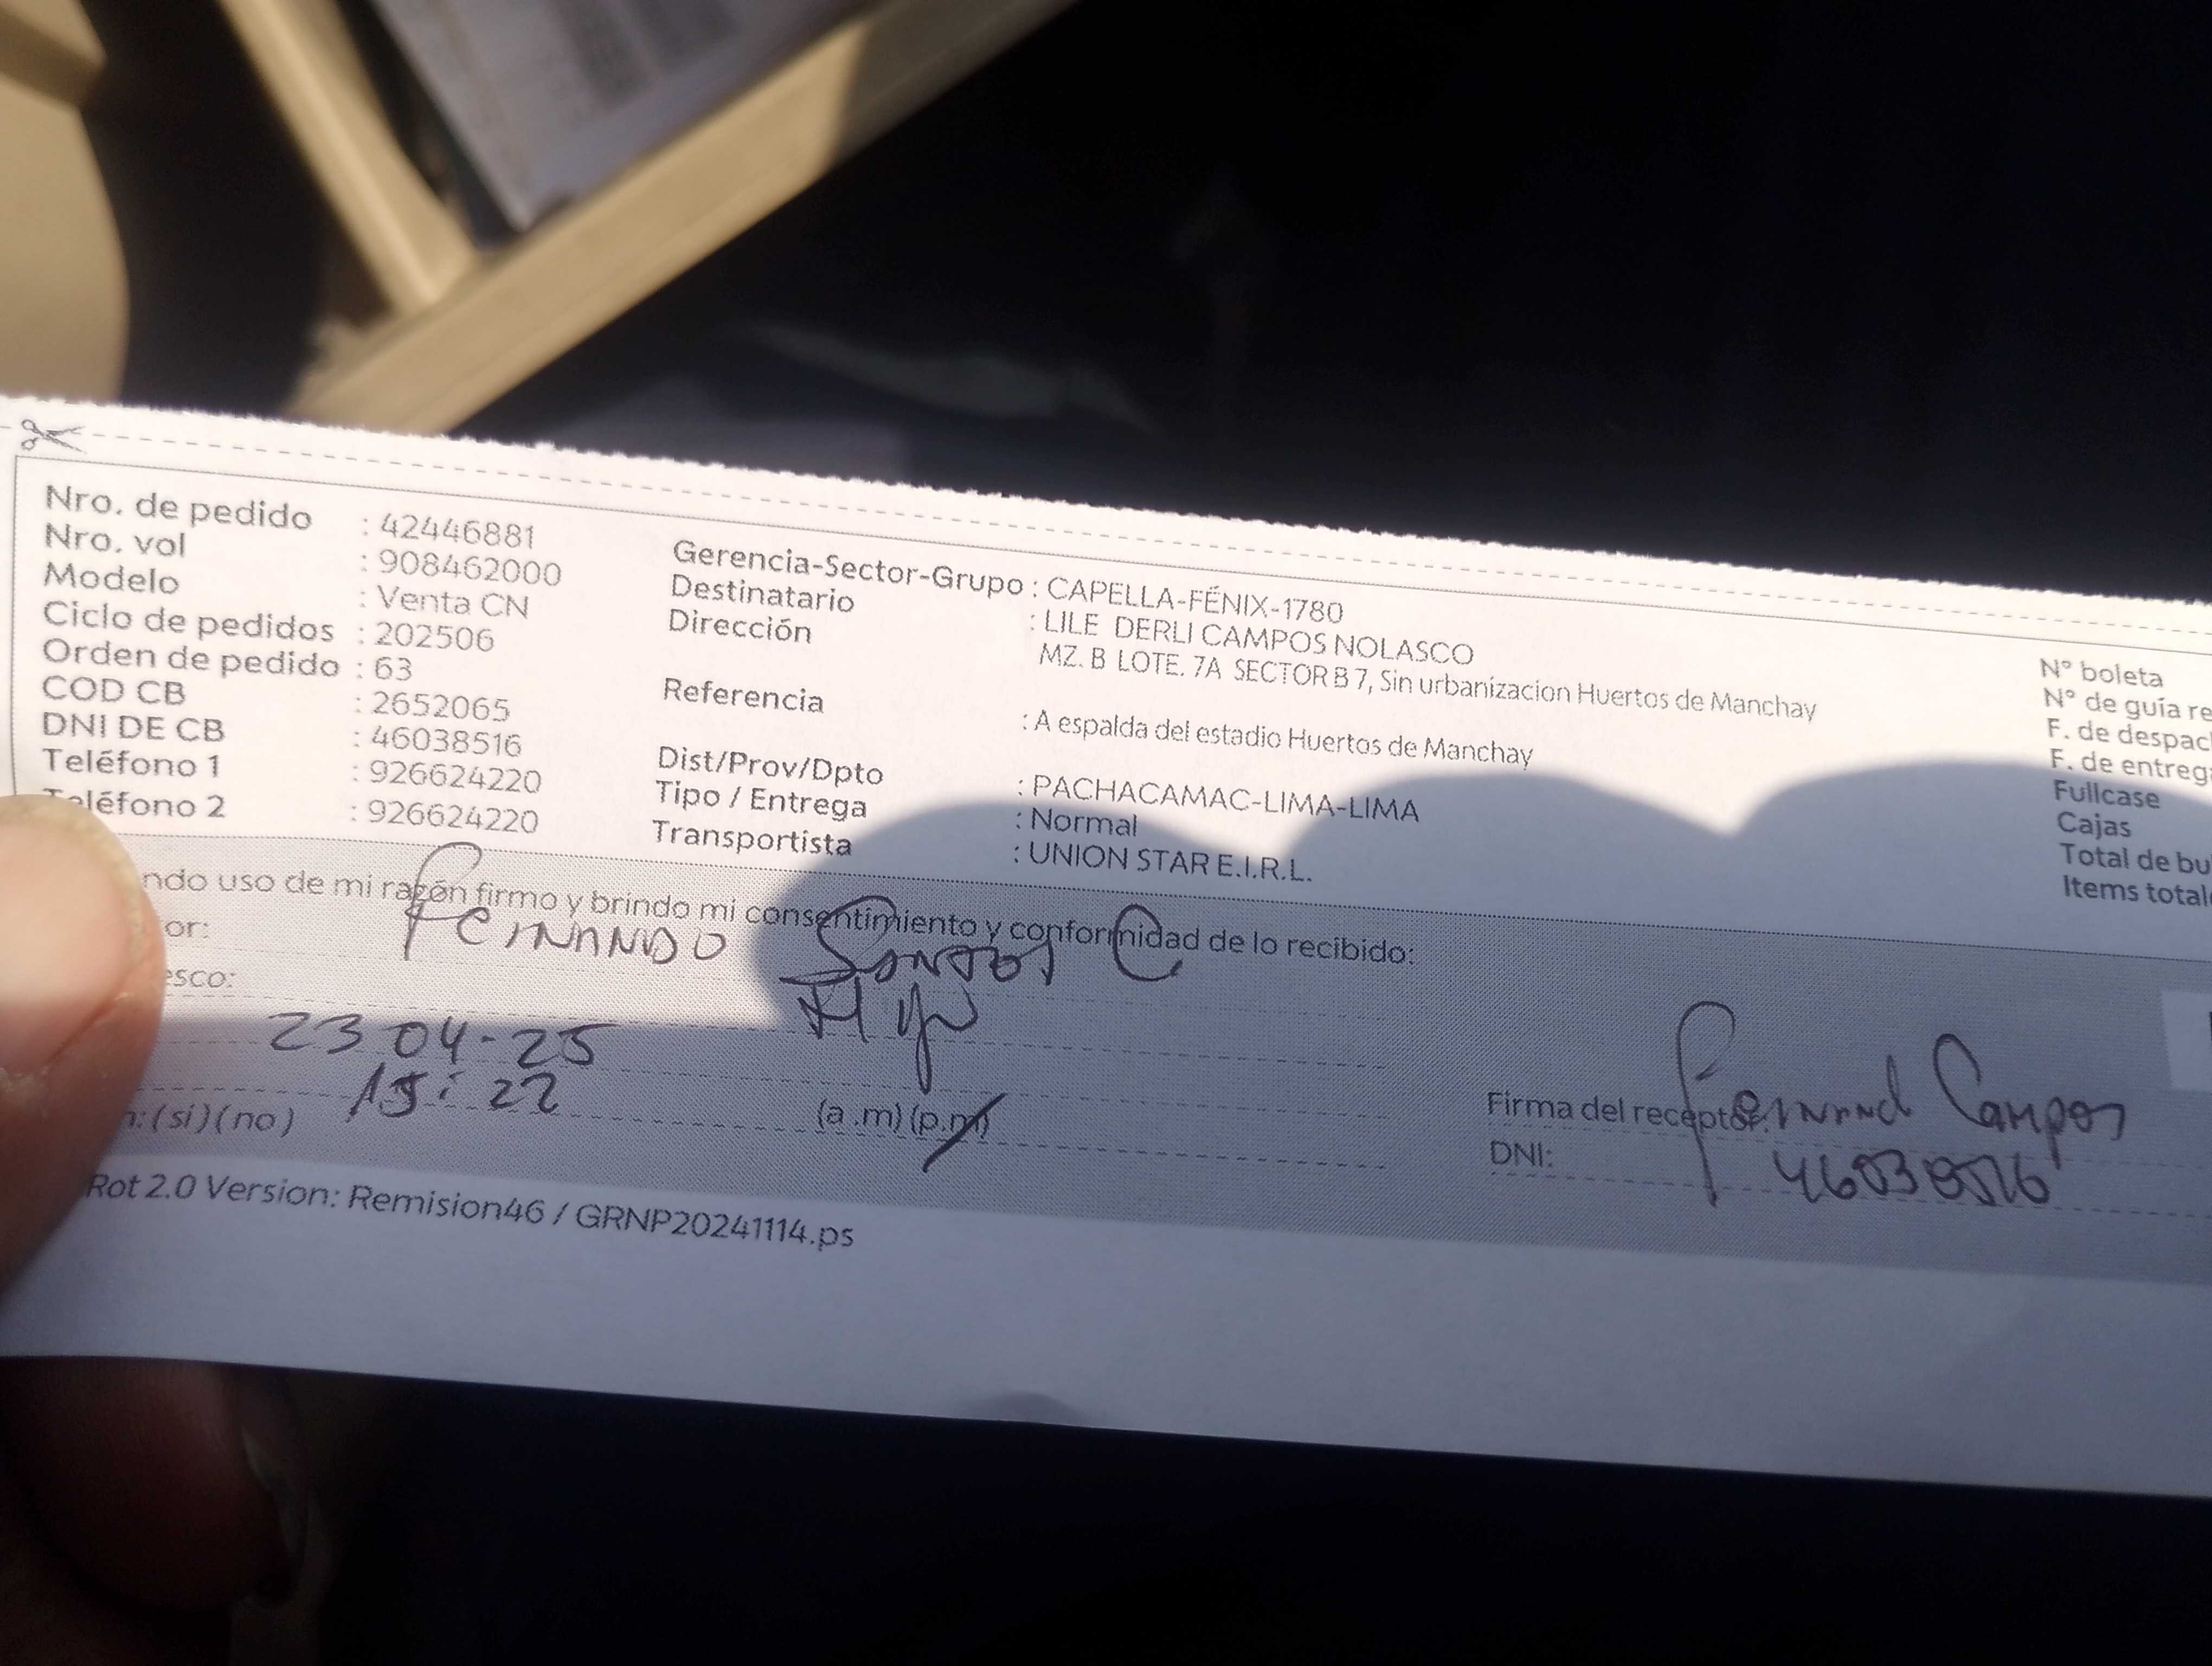 Nro. de pedido : 42446881
Nro. vol : 908462000
Modelo : Venta CN
Ciclo de pedidos : 202506
Orden de pedido : 63
COD CB : 2652065
DNI DE CB : 46038516
Teléfono 1 : 926624220
Teléfono 2 : 926624220
Gerencia-Sector-Grupo : CAPELLA-FÉNIX-1780
Destinatario : LILE DERLI CAMPOS NOLASCO
Dirección MZ. B LOTE. 7A SECTOR B 7, Sin urbanizacion Huertos de Manchay
Referencia : A espalda del estadio Huertos de Manchay
Dist/Prov/Dpto : PACHACAMAC-LIMA-LIMA
Tipo / Entrega : Normal
Transportista : UNION STAR E.I.R.L.
N° boleta
N° de guía re
F. de despac
F. de entreg
Fullcase
Cajas
Total de bu
Items total
ndo uso de mi razón firmo y brindo mi consentimiento y conformidad de lo recibido:
or: Fernando Santos C
esco:
23 04-25
15:22 (a.m) (p.m)
n: (si) (no)
Firma del receptor: Campos
DNI: 46038516
Rot 2.0 Version: Remision46 / GRNP20241114.ps